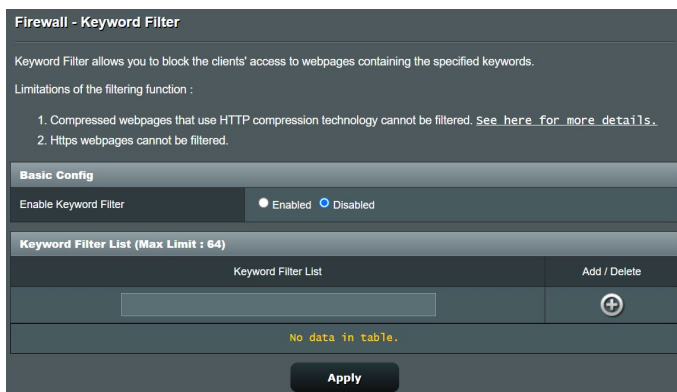 Firewall - Keyword Filter
Keyword Filter allows you to block the clients' access to webpages containing the specified keywords.
Limitations of the filtering function :
1. Compressed webpages that use HTTP compression technology cannot be filtered. See here for more details.
2. Https webpages cannot be filtered.
Basic Config
Enable Keyword Filter Enabled Disabled
Keyword Filter List (Max Limit : 64)
Keyword Filter List Add / Delete
No data in table.
Apply